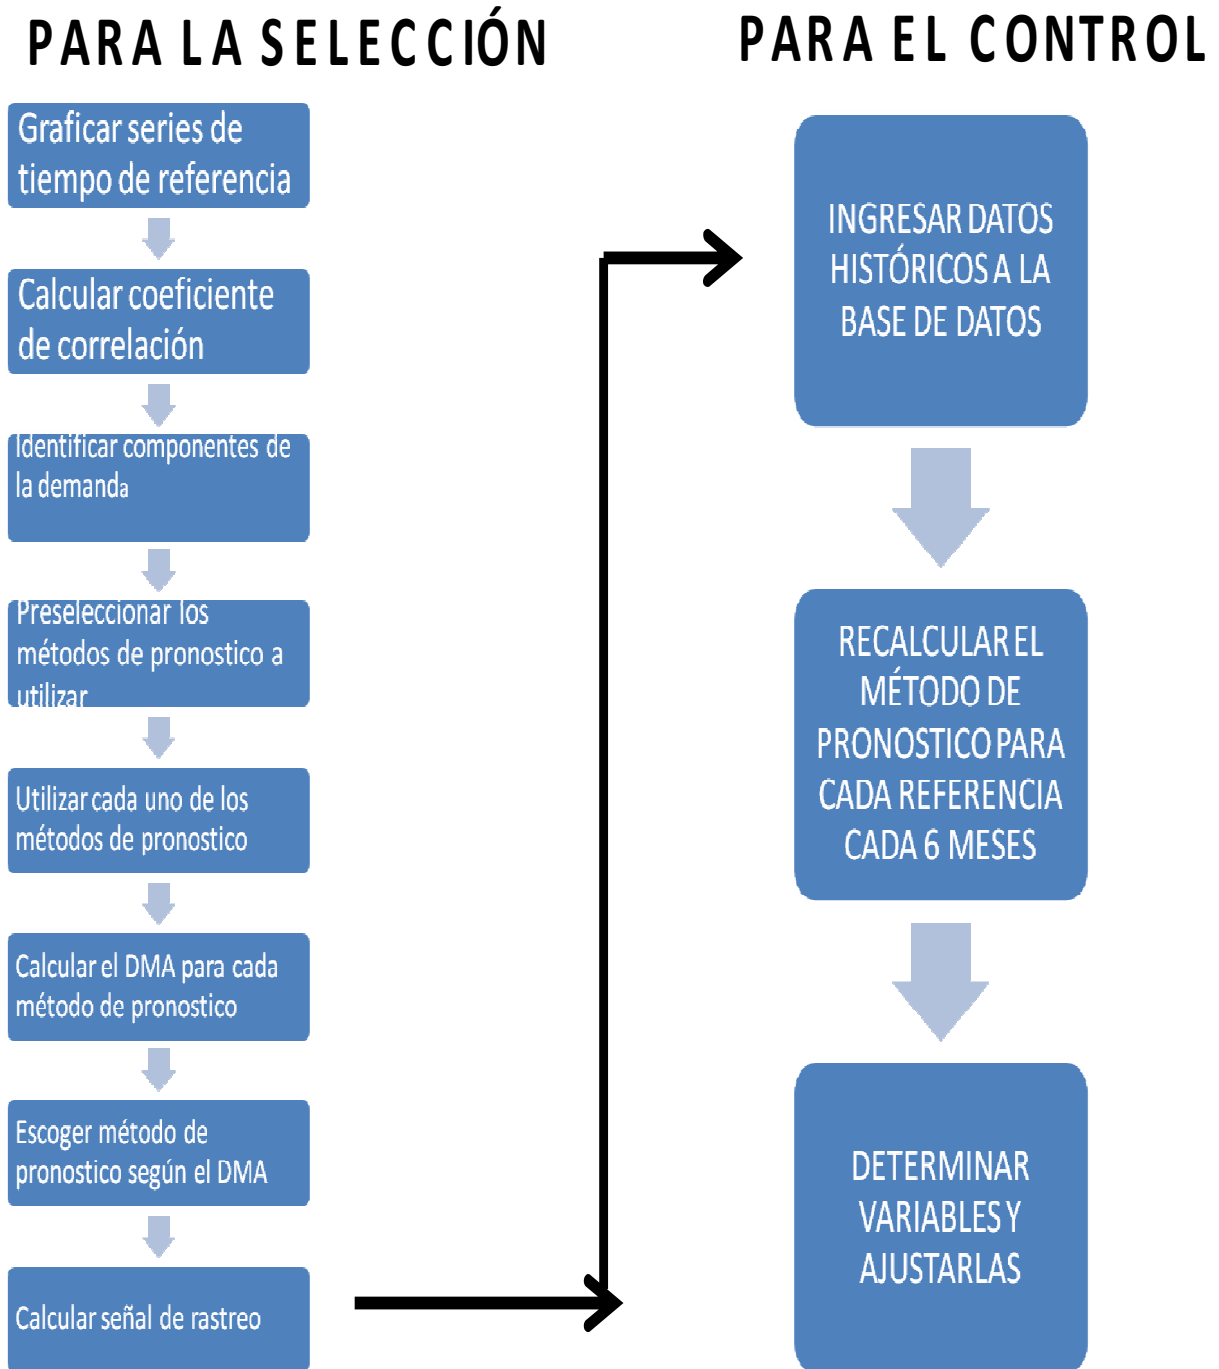 PARA LA SELECCIÓN
Graficar series de
tiempo de referencia
Calcular coeficiente
de correlación
Identificar componentes de
la demanda
Preseleccionar los
métodos de pronostico a
utilizar
Utilizar cada uno de los
métodos de pronostico
Calcular el DMA para cada
método de pronostico
Escoger método de
pronostico según el DMA
Calcular señal de rastreo
PARA EL CONTROL
INGRESAR DATOS
HISTÓRICOS A LA
BASE DE DATOS
RECALCULAR EL
MÉTODO DE
PRONOSTICO PARA
CADA REFERENCIA
CADA 6 MESES
DETERMINAR
VARIABLES Y
AJUSTARLAS